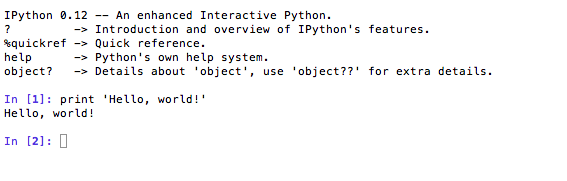 IPython 0.12 -- An enhanced Interactive Python.
?         -> Introduction and overview of IPython's features.
%quickref -> Quick reference.
help      -> Python's own help system.
object?   -> Details about 'object', use 'object??' for extra details.
In [1]: print 'Hello, world!'
Hello, world!
In [2]: